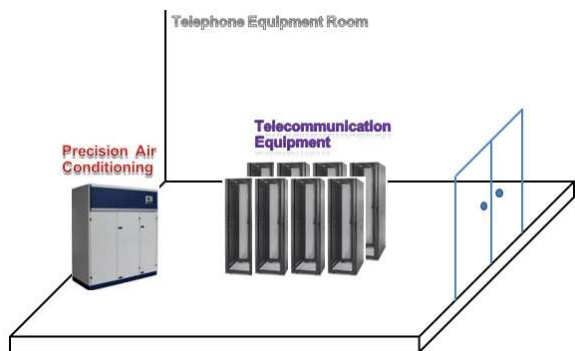 Telephone Equipment Room
Telecommunication
Equipment
Precision Air
Conditioning